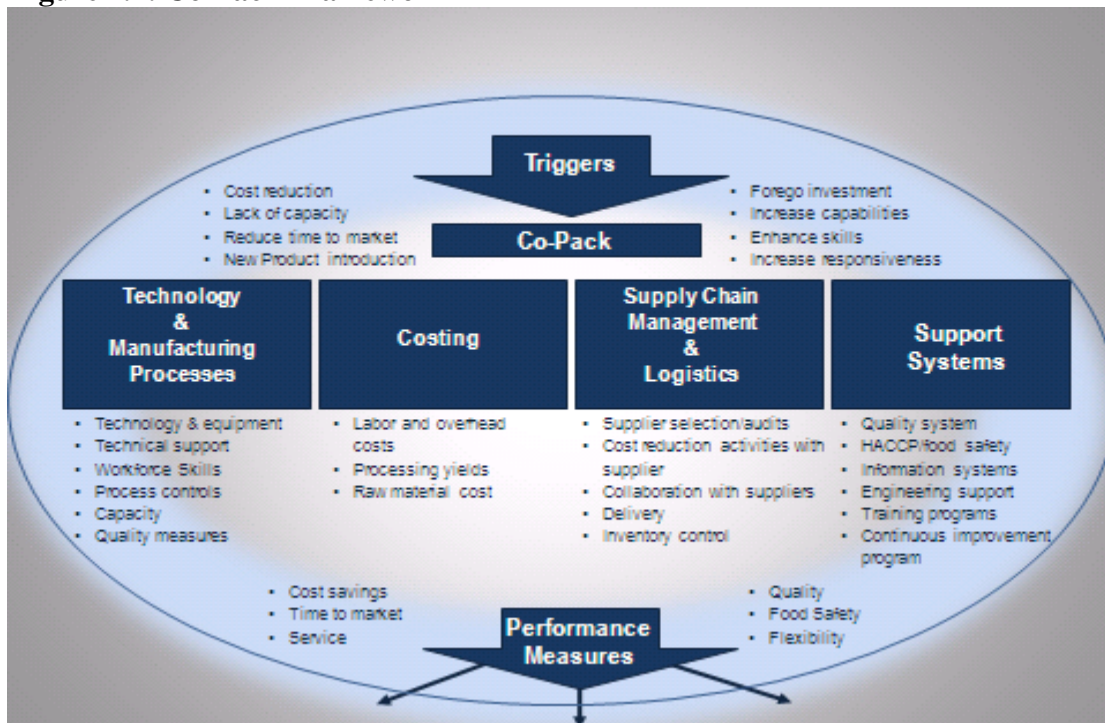 Triggers
• Cost reduction
• Lack of capacity
• Reduce time to market
• New Product introduction
• Forego investment
• Increase capabilities
• Enhance skills
• Increase responsiveness
Co-Pack
Technology
&
Manufacturing
Processes
Costing
Supply Chain
Management
&
Logistics
Support
Systems
• Technology & equipment
• Technical support
• Workforce Skills
• Process controls
• Capacity
• Quality measures
• Labor and overhead
costs
• Processing yields
• Raw material cost
• Supplier selection/audits
• Cost reduction activities with
supplier
• Collaboration with suppliers
• Delivery
• Inventory control
• Quality system
• HACCP/food safety
• Information systems
• Engineering support
• Training programs
• Continuous improvement
program
• Cost savings
• Time to market
• Service
• Quality
• Food Safety
• Flexibility
Performance
Measures